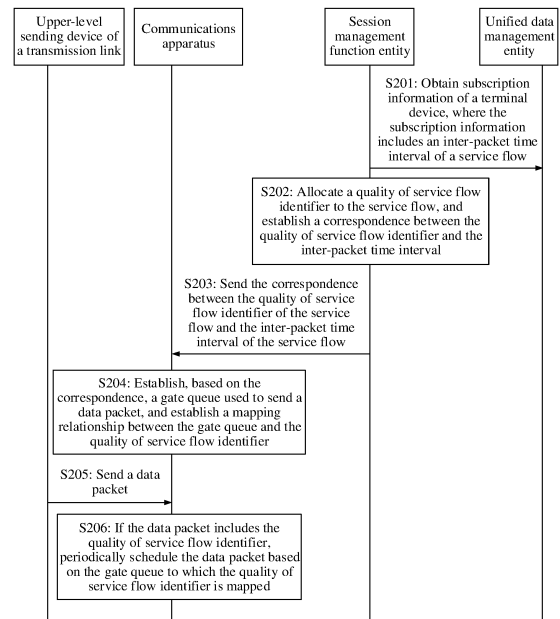 Upper-level
sending device of
a transmission link
Communications
apparatus
Session
management
function entity
Unified data
management
entity
S201: Obtain subscription
information of a terminal
device, where the
subscription information
includes an inter-packet time
interval of a service flow
S202: Allocate a quality of service flow
identifier to the service flow, and
establish a correspondence between the
quality of service flow identifier and the
inter-packet time interval
S203: Send the correspondence
between the quality of service
flow identifier of the service
flow and the inter-packet time
interval of the service flow
S204: Establish, based on the
correspondence, a gate queue used to send a
data packet, and establish a mapping
relationship between the gate queue and the
quality of service flow identifier
S205: Send a data
packet
S206: If the data packet includes the
quality of service flow identifier,
periodically schedule the data packet based
on the gate queue to which the quality of
service flow identifier is mapped